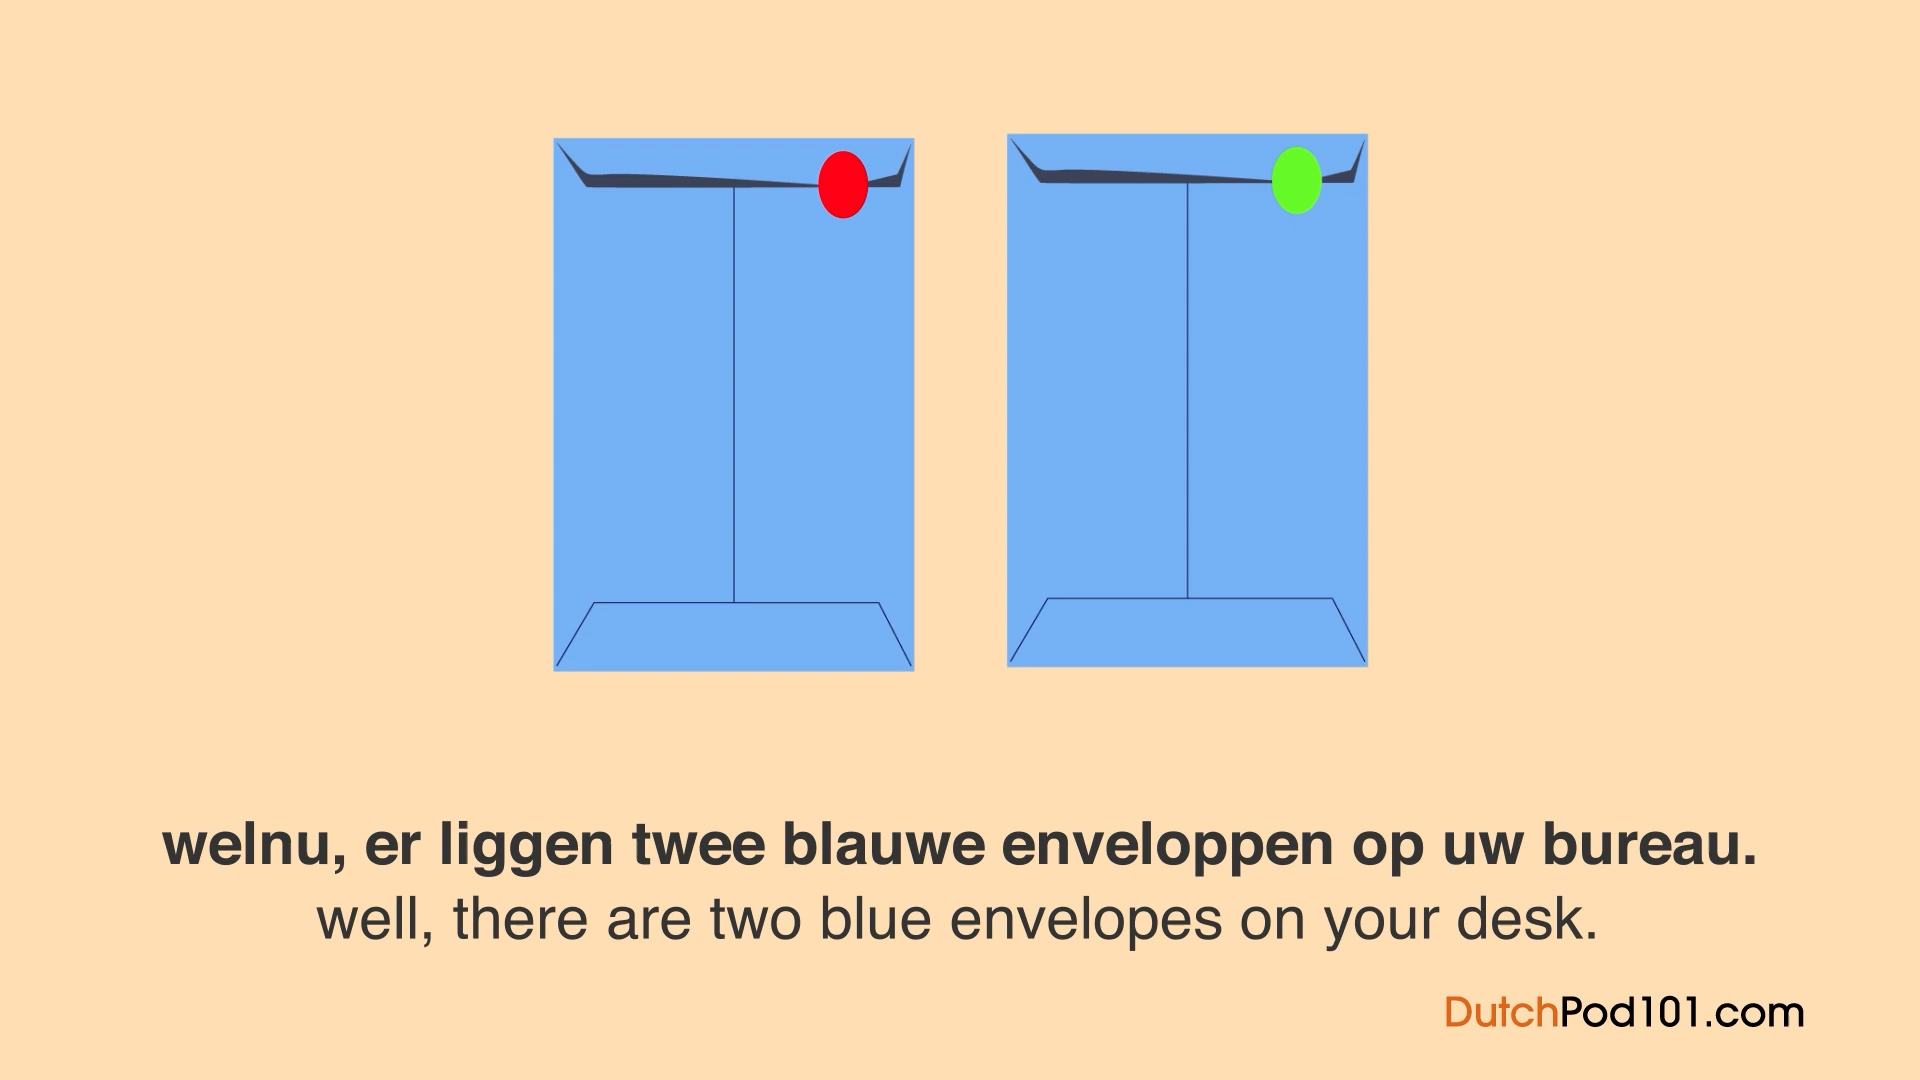 welnu, er liggen twee blauwe enveloppen op uw bureau.
well, there are two blue envelopes on your desk.
DutchPod101.com